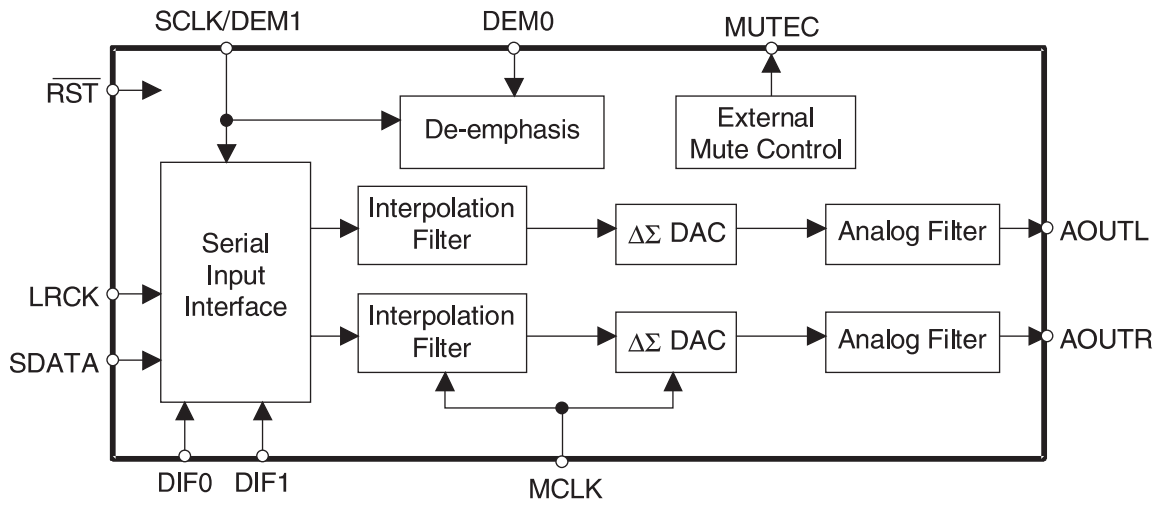 SCLK/DEM1
DEM0
MUTEC
R̅S̅T̅
De-emphasis
External
Mute Control
Serial
Input
Interface
Interpolation
Filter
ΔΣ DAC
Analog Filter
AOUTL
LRCK
Interpolation
Filter
ΔΣ DAC
Analog Filter
AOUTR
SDATA
DIF0
DIF1
MCLK